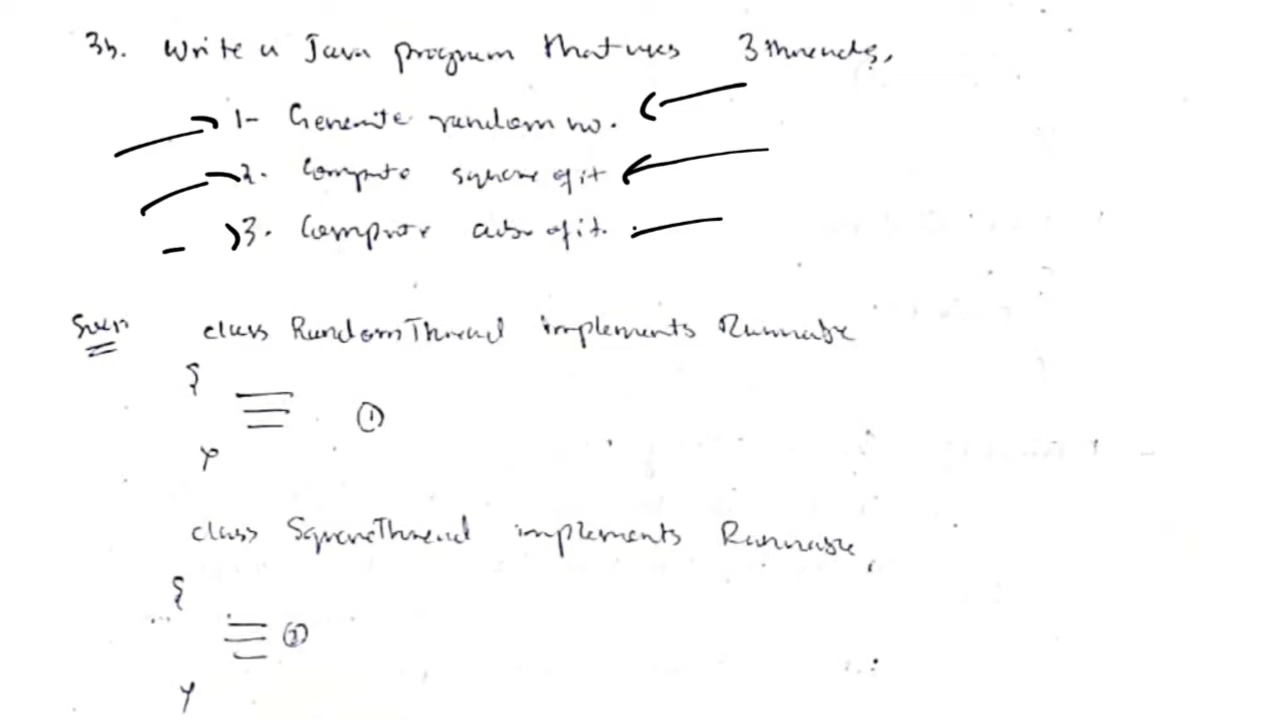 3b. Write a Java program that uses 3 threads,
1- Generate random no.
2. Compute square of it
3. Compute cube of it.
Soln class RandomThread implements Runnable
{
①
}
class SquareThread implements Runnable
{
②
}